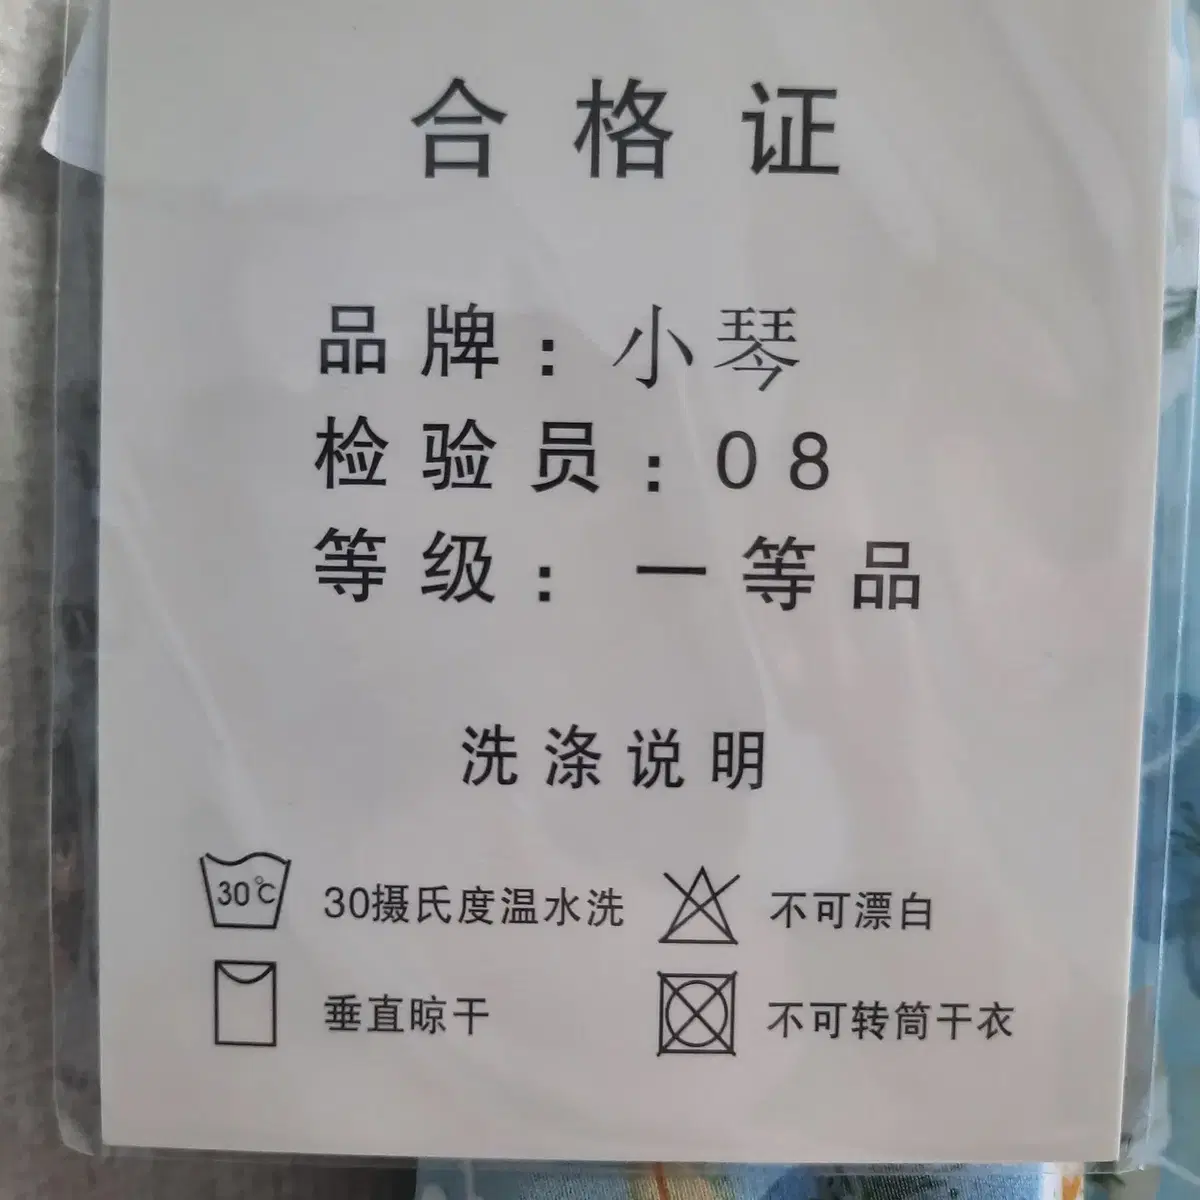 合格证
品牌：小琴
检验员：08
等级：一等品
洗涤说明
30℃ 30摄氏度温水洗 不可漂白
垂直晾干 不可转筒干衣